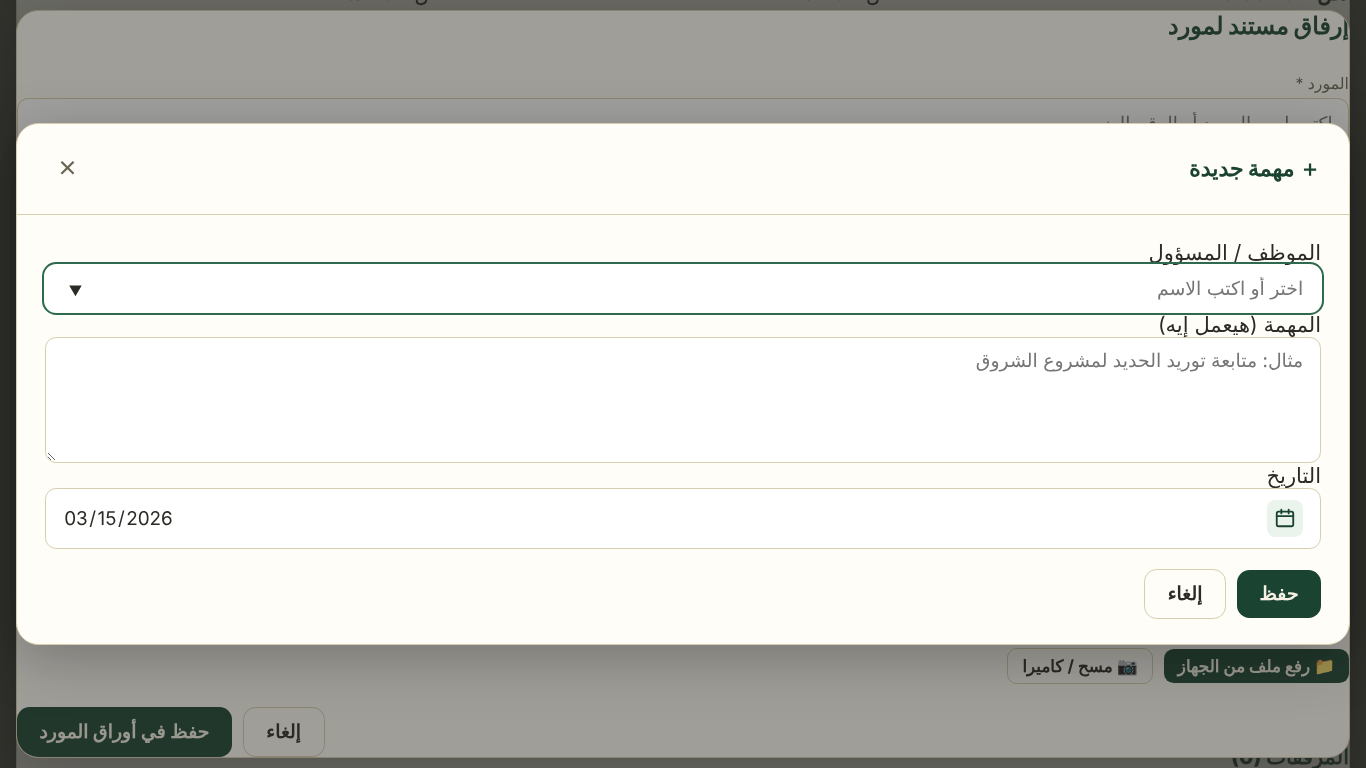 إرفاق مستند لمورد
المورد *
+ مهمة جديدة
×
الموظف / المسؤول
اختر أو اكتب الاسم
▼
المهمة (هيعمل إيه)
مثال: متابعة توريد الحديد لمشروع الشروق
التاريخ
03/15/2026
حفظ
إلغاء
📁 رفع ملف من الجهاز
📷 مسح / كاميرا
إلغاء
حفظ في أوراق المورد
المرفقات (0)